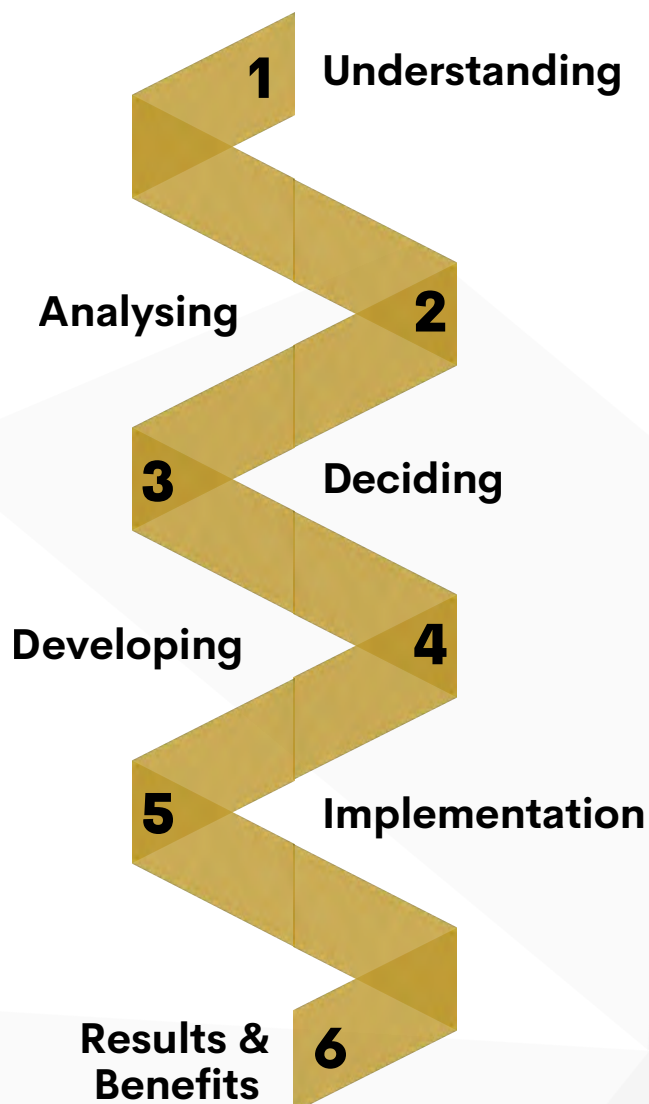 1 Understanding
Analysing 2
3 Deciding
Developing 4
5 Implementation
Results &
Benefits
6